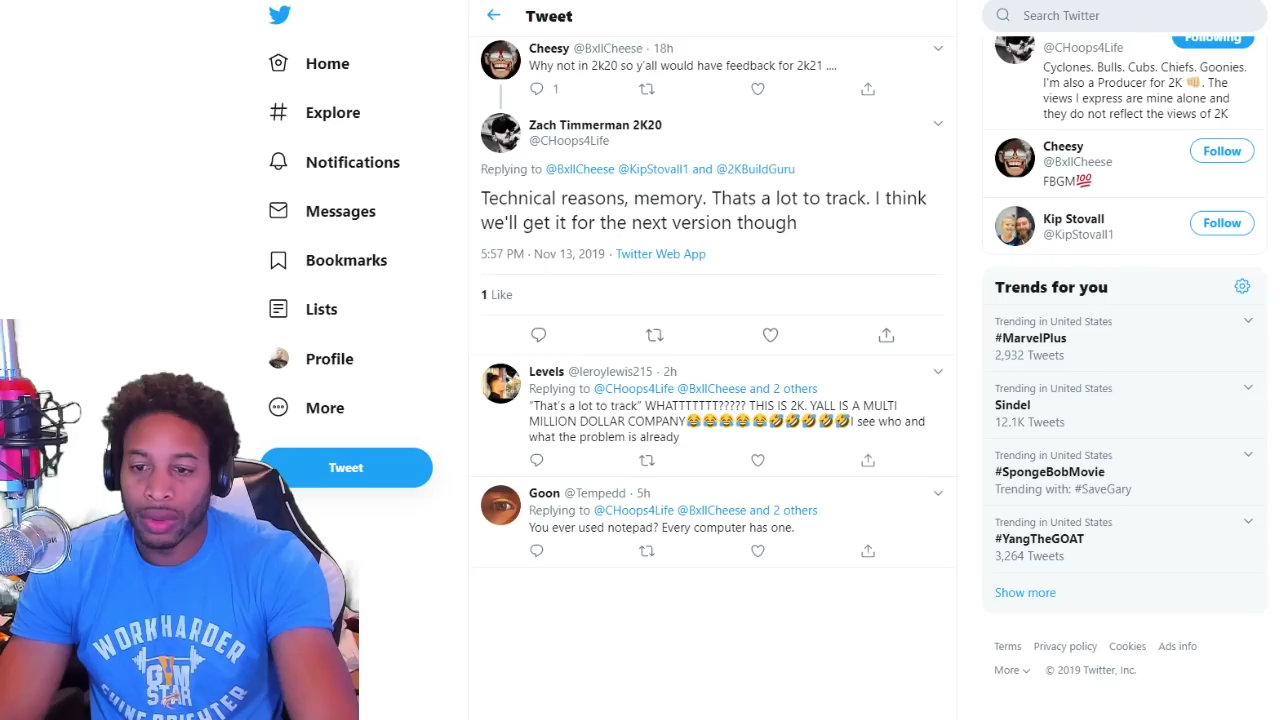 Home
Explore
Notifications
Messages
Bookmarks
Lists
Profile
More
Tweet
Tweet
Cheesy @BxllCheese · 18h
Why not in 2k20 so y'all would have feedback for 2k21 ....
1
Zach Timmerman 2K20
@CHoops4Life
Replying to @BxllCheese @KipStovall1 and @2KBuildGuru
Technical reasons, memory. Thats a lot to track. I think
we'll get it for the next version though
5:57 PM · Nov 13, 2019 · Twitter Web App
1 Like
Levels @leroylewis215 · 2h
Replying to @CHoops4Life @BxllCheese and 2 others
"That's a lot to track" WHATTTTTTT????? THIS IS 2K. YALL IS A MULTI
MILLION DOLLAR COMPANY😂😂😂😂😂🤣🤣🤣🤣🤣I see who and
what the problem is already
Goon @Tempedd · 5h
Replying to @CHoops4Life @BxllCheese and 2 others
You ever used notepad? Every computer has one.
Search Twitter
Following
@CHoops4Life
Cyclones. Bulls. Cubs. Chiefs. Goonies.
I'm also a Producer for 2K 👊🏼. The
views I express are mine alone and
they do not reflect the views of 2K
Cheesy
@BxllCheese
Follow
FBGM💯
Kip Stovall
@KipStovall1
Follow
Trends for you
Trending in United States
#MarvelPlus
2,932 Tweets
Trending in United States
Sindel
12.1K Tweets
Trending in United States
#SpongeBobMovie
Trending with: #SaveGary
Trending in United States
#YangTheGOAT
3,264 Tweets
Show more
Terms Privacy policy Cookies Ads info
More © 2019 Twitter, Inc.
WORK HARDER
GYM
STAR
SHINE BRIGHTER